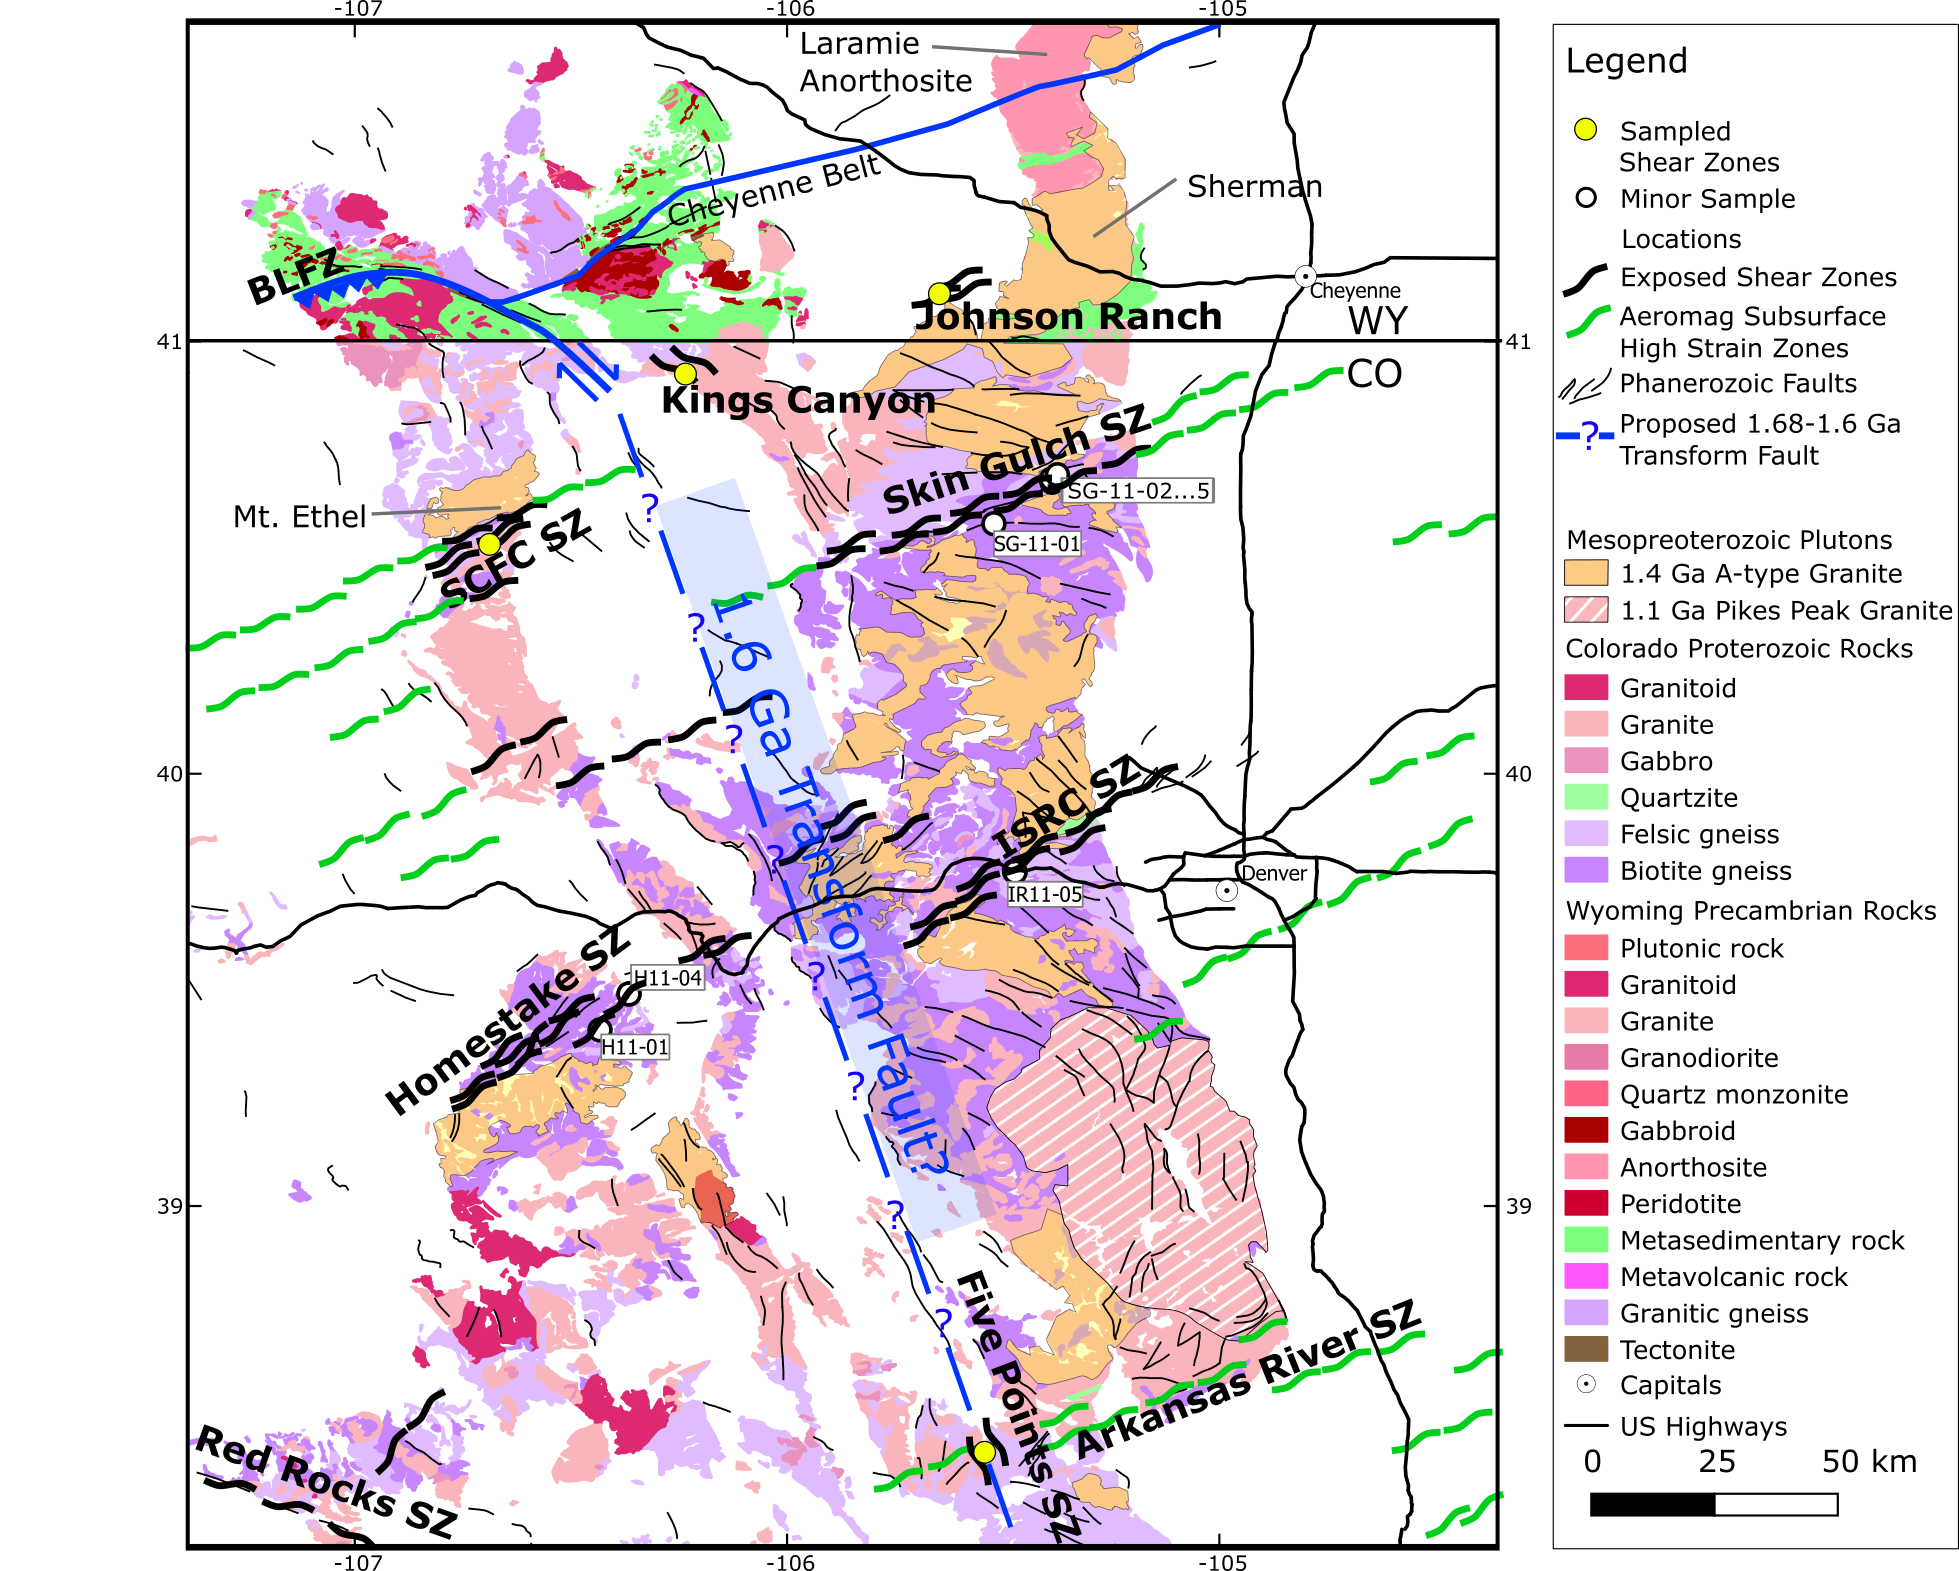 -107
-106
-105
Laramie
Anorthosite
Cheyenne Belt
Sherman
BLFZ
Cheyenne
Johnson Ranch
WY
41
41
CO
Kings Canyon
Skin Gulch SZ
SG-11-02...5
Mt. Ethel
?
SG-11-01
SCFC SZ
?
1.6 Ga Transform Fault?
?
40
40
ISRC SZ
?
Denver
IR11-05
Homestake SZ
H11-04
?
H11-01
?
39
39
?
Five Points SZ
?
Arkansas River SZ
Red Rocks SZ
-107
-106
-105
Legend
Sampled
Shear Zones
Minor Sample
Locations
Exposed Shear Zones
Aeromag Subsurface
High Strain Zones
Phanerozoic Faults
? Proposed 1.68-1.6 Ga
Transform Fault
Mesopreoterozoic Plutons
1.4 Ga A-type Granite
1.1 Ga Pikes Peak Granite
Colorado Proterozoic Rocks
Granitoid
Granite
Gabbro
Quartzite
Felsic gneiss
Biotite gneiss
Wyoming Precambrian Rocks
Plutonic rock
Granitoid
Granite
Granodiorite
Quartz monzonite
Gabbroid
Anorthosite
Peridotite
Metasedimentary rock
Metavolcanic rock
Granitic gneiss
Tectonite
Capitals
US Highways
0 25 50 km